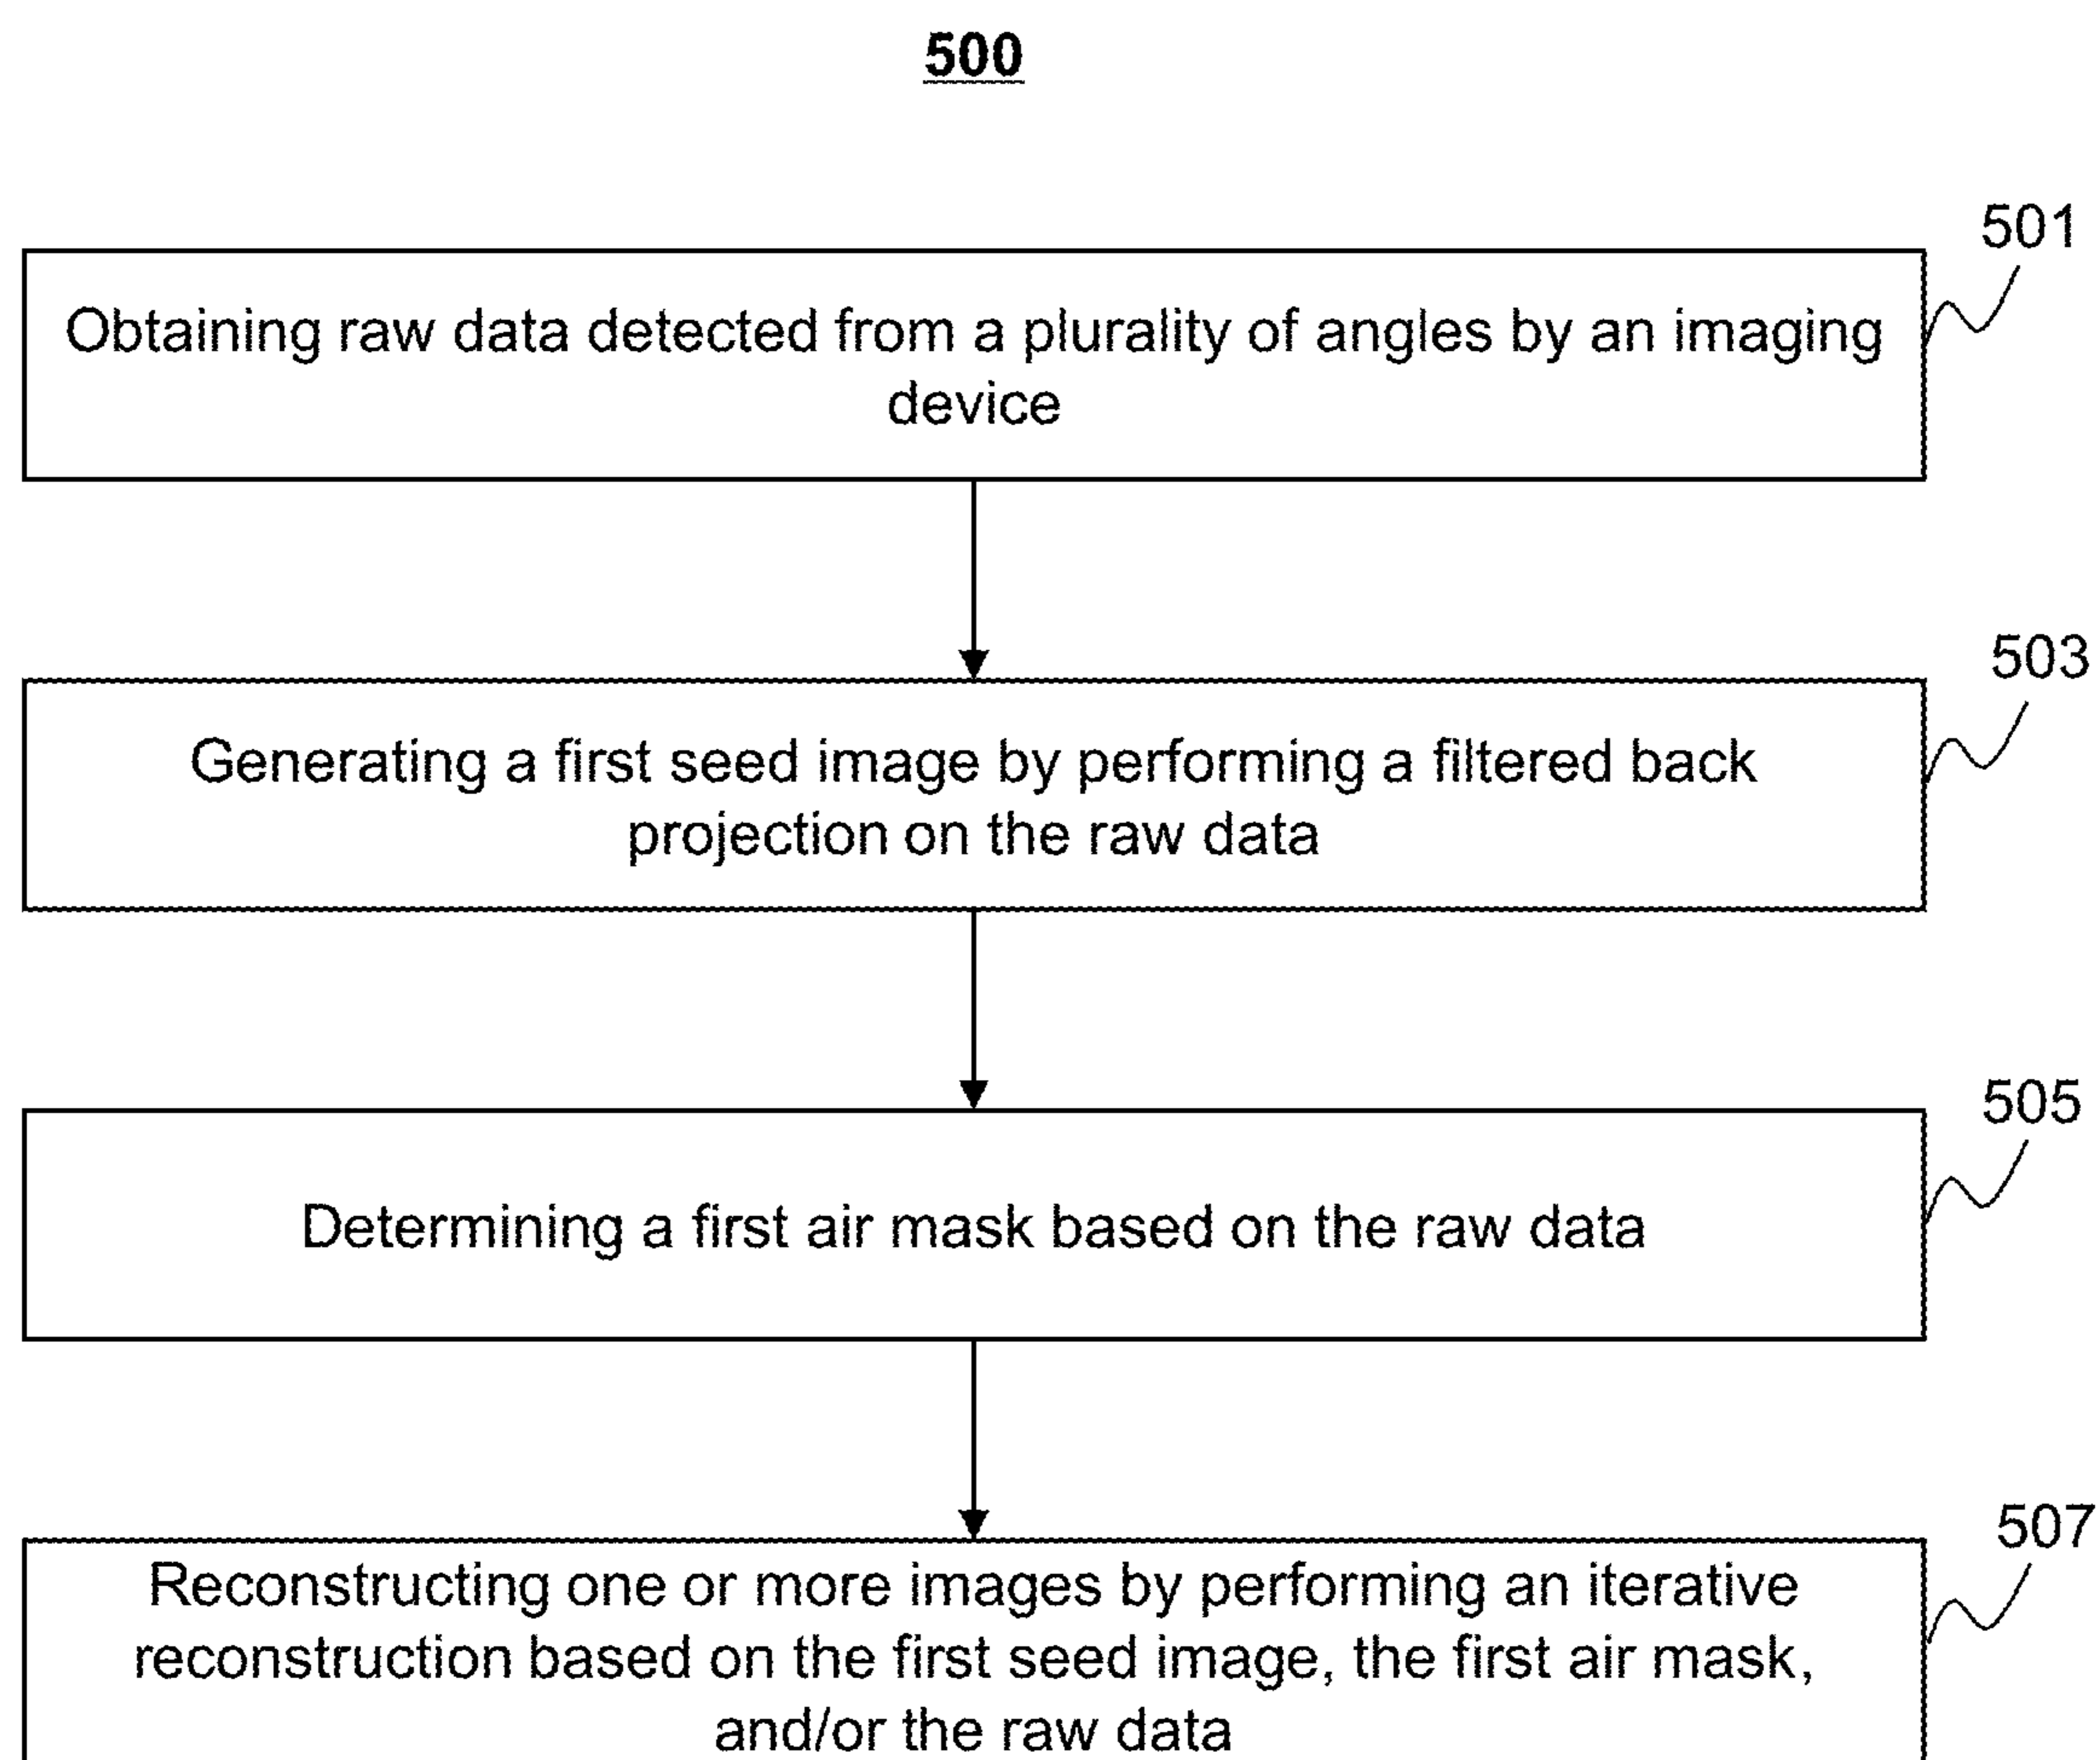 500
501
Obtaining raw data detected from a plurality of angles by an imaging
device
503
Generating a first seed image by performing a filtered back
projection on the raw data
505
Determining a first air mask based on the raw data
507
Reconstructing one or more images by performing an iterative
reconstruction based on the first seed image, the first air mask,
and/or the raw data